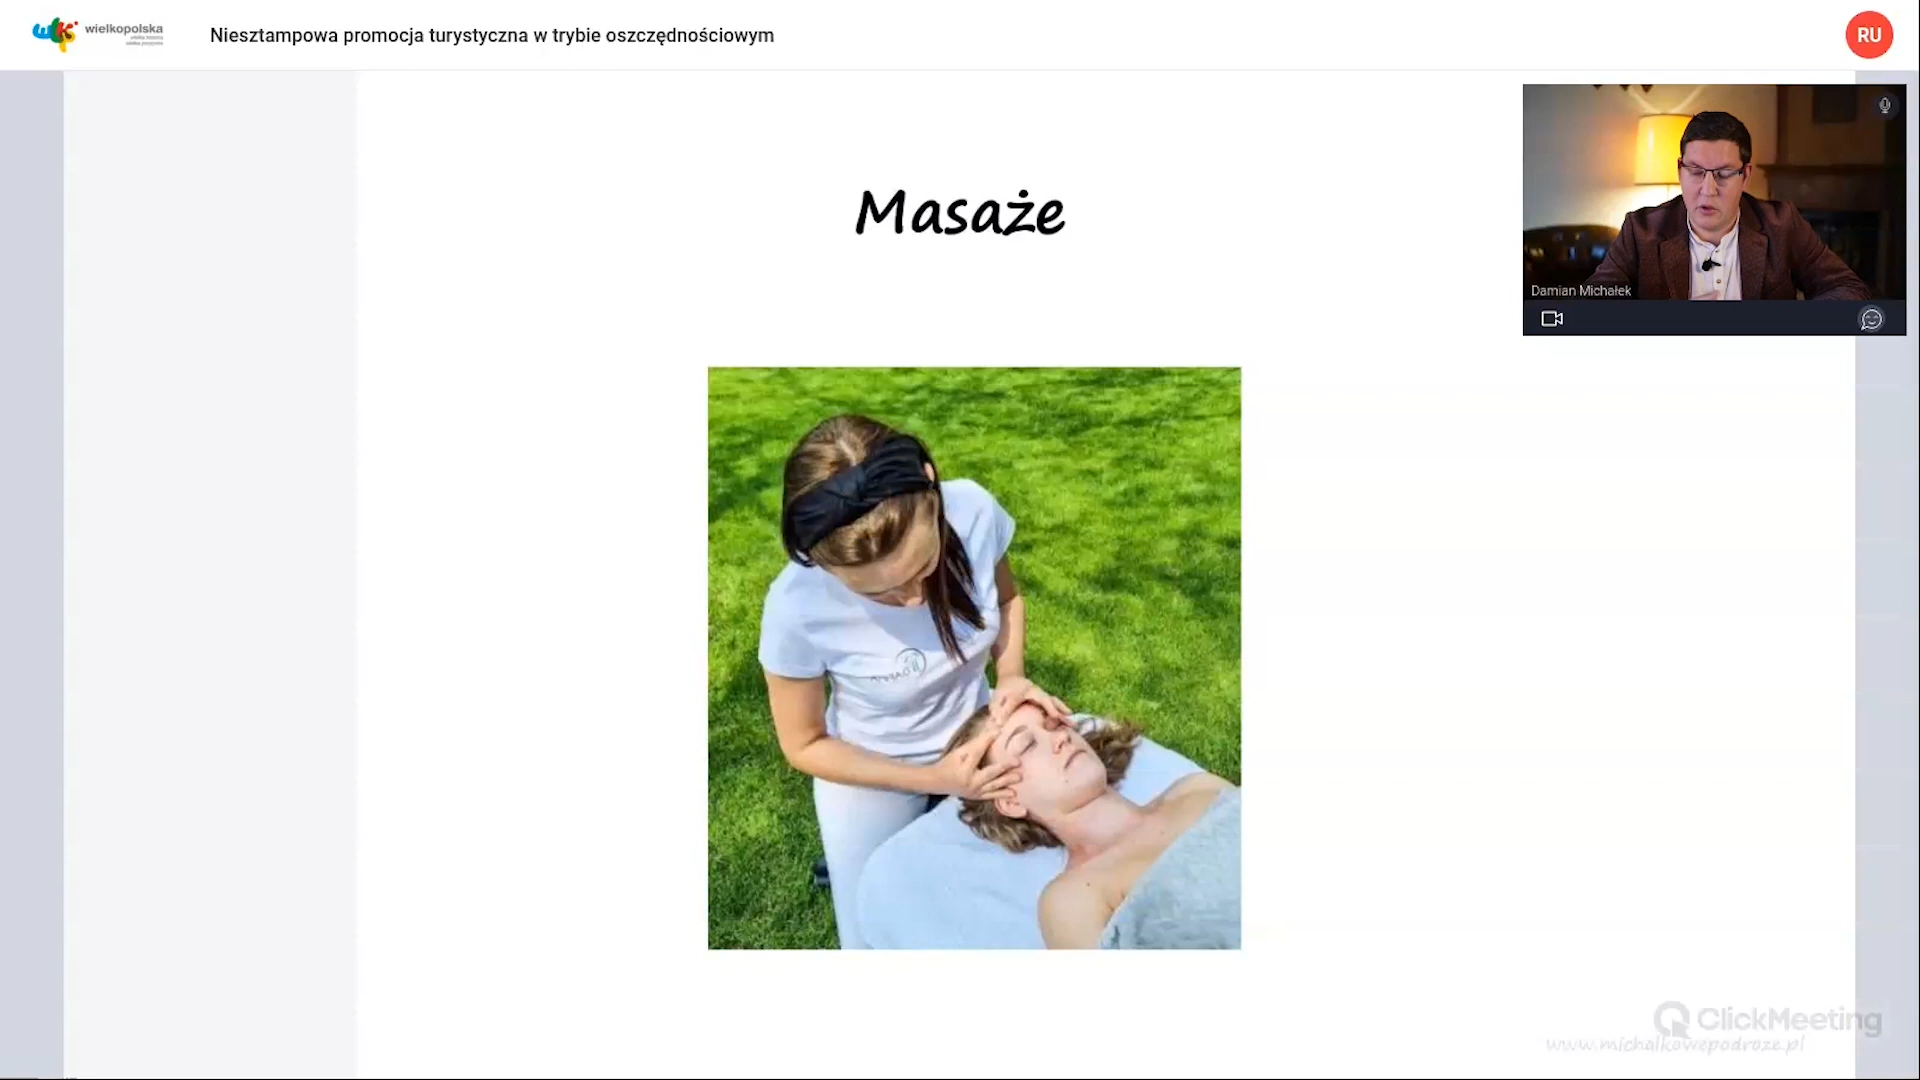 wielkopolska
Niesztampowa promocja turystyczna w trybie oszczędnościowym
RU
Masaże
Damian Michałek
ClickMeeting
www.michalkowepodroze.pl